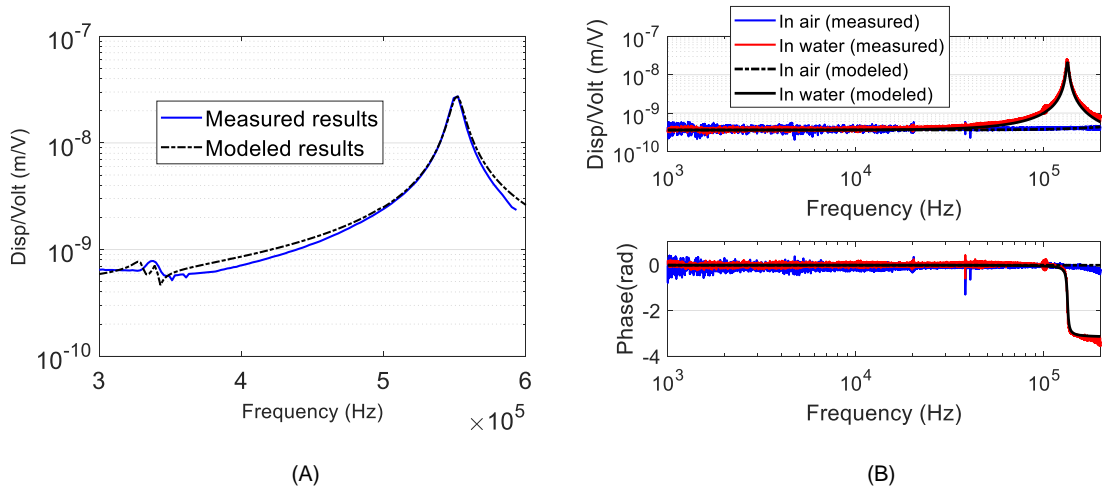 10^-7
10^-8
10^-9
10^-10
Disp/Volt (m/V)
Measured results
Modeled results
3 4 5 6
Frequency (Hz)
×10^5
(A)
In air (measured)
In water (measured)
In air (modeled)
In water (modeled)
10^-7
10^-8
10^-9
10^-10
Disp/Volt (m/V)
10^3 10^4 10^5
Frequency (Hz)
0
-2
-4
Phase(rad)
10^3 10^4 10^5
Frequency (Hz)
(B)